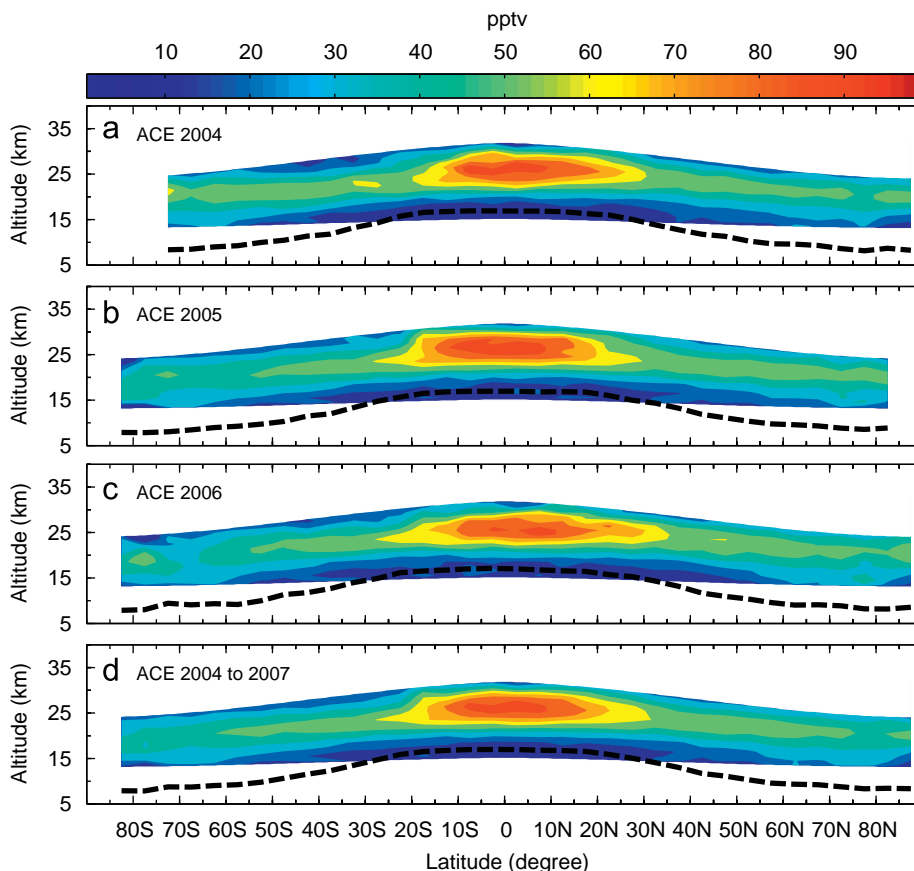 pptv
10 20 30 40 50 60 70 80 90
a ACE 2004
35
25
15
5
Altitude (km)
b ACE 2005
35
25
15
5
Altitude (km)
c ACE 2006
35
25
15
5
Altitude (km)
d ACE 2004 to 2007
35
25
15
5
Altitude (km)
80S 70S 60S 50S 40S 30S 20S 10S 0 10N 20N 30N 40N 50N 60N 70N 80N
Latitude (degree)